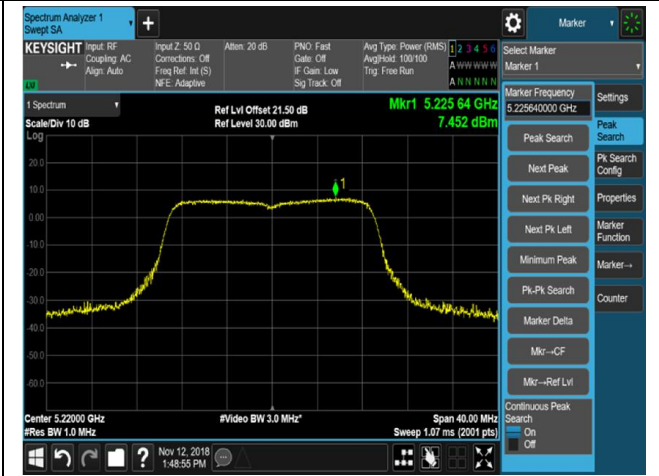 Spectrum Analyzer 1
Swept SA
Marker
KEYSIGHT
Input: RF
Coupling: AC
Align: Auto
Input Z: 50 Ω
Corrections: Off
Freq Ref: Int (S)
NFE: Adaptive
Atten: 20 dB
PNO: Fast
Gate: Off
IF Gain: Low
Sig Track: Off
Avg Type: Power (RMS)
Avg|Hold: 100/100
Trig: Free Run
1 2 3 4 5 6
A W W W W W
A N N N N N
Select Marker
Marker 1
1 Spectrum
Scale/Div 10 dB
Log
Ref Lvl Offset 21.50 dB
Ref Level 30.00 dBm
Mkr1 5.225 64 GHz
7.452 dBm
20.0
10.0
0.00
-10.0
-20.0
-30.0
-40.0
-50.0
-60.0
1
Center 5.22000 GHz
#Res BW 1.0 MHz
#Video BW 3.0 MHz*
Span 40.00 MHz
Sweep 1.07 ms (2001 pts)
Marker Frequency
5.225640000 GHz
Peak Search
Next Peak
Next Pk Right
Next Pk Left
Minimum Peak
Pk-Pk Search
Marker Delta
Mkr→CF
Mkr→Ref Lvl
Continuous Peak
Search
On
Off
Settings
Peak
Search
Pk Search
Config
Properties
Marker
Function
Marker→
Counter
Nov 12, 2018
1:48:55 PM